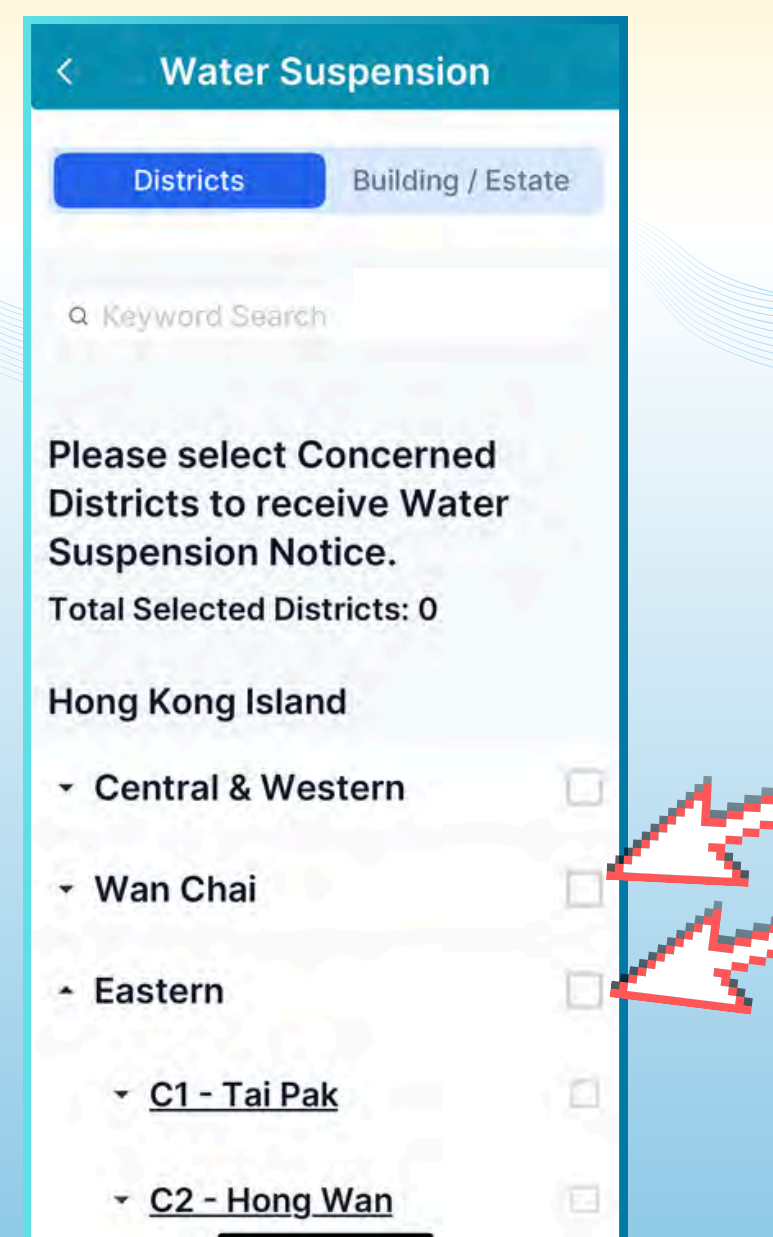 Water Suspension
Districts
Building / Estate
Keyword Search
Please select Concerned
Districts to receive Water
Suspension Notice.
Total Selected Districts: 0
Hong Kong Island
Central & Western
Wan Chai
Eastern
C1 - Tai Pak
C2 - Hong Wan